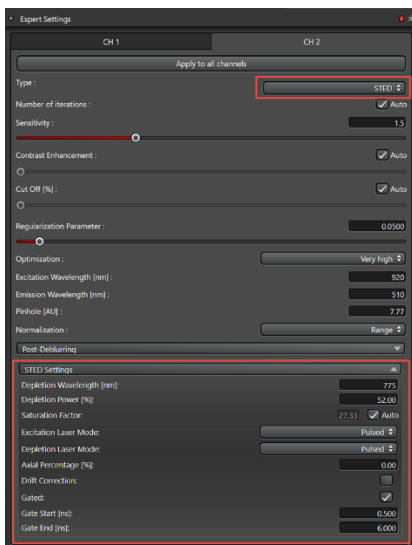 Expert Settings
CH 1 CH 2
Apply to all channels
Type : STED
Number of iterations : Auto
Sensitivity : 1.5
Contrast Enhancement : Auto
Cut Off [%] : Auto
Regularization Parameter : 0.0500
Optimization : Very high
Excitation Wavelength [nm] : 920
Emission Wavelength [nm] : 510
Pinhole [AU] : 7.77
Normalization : Range
Post-Deblurring
STED Settings
Depletion Wavelength [nm]: 775
Depletion Power [%]: 52.00
Saturation Factor: 27.33 Auto
Excitation Laser Mode: Pulsed
Depletion Laser Mode: Pulsed
Axial Percentage [%]: 0.00
Drift Correction:
Gated:
Gate Start [ns]: 0.500
Gate End [ns]: 6.000